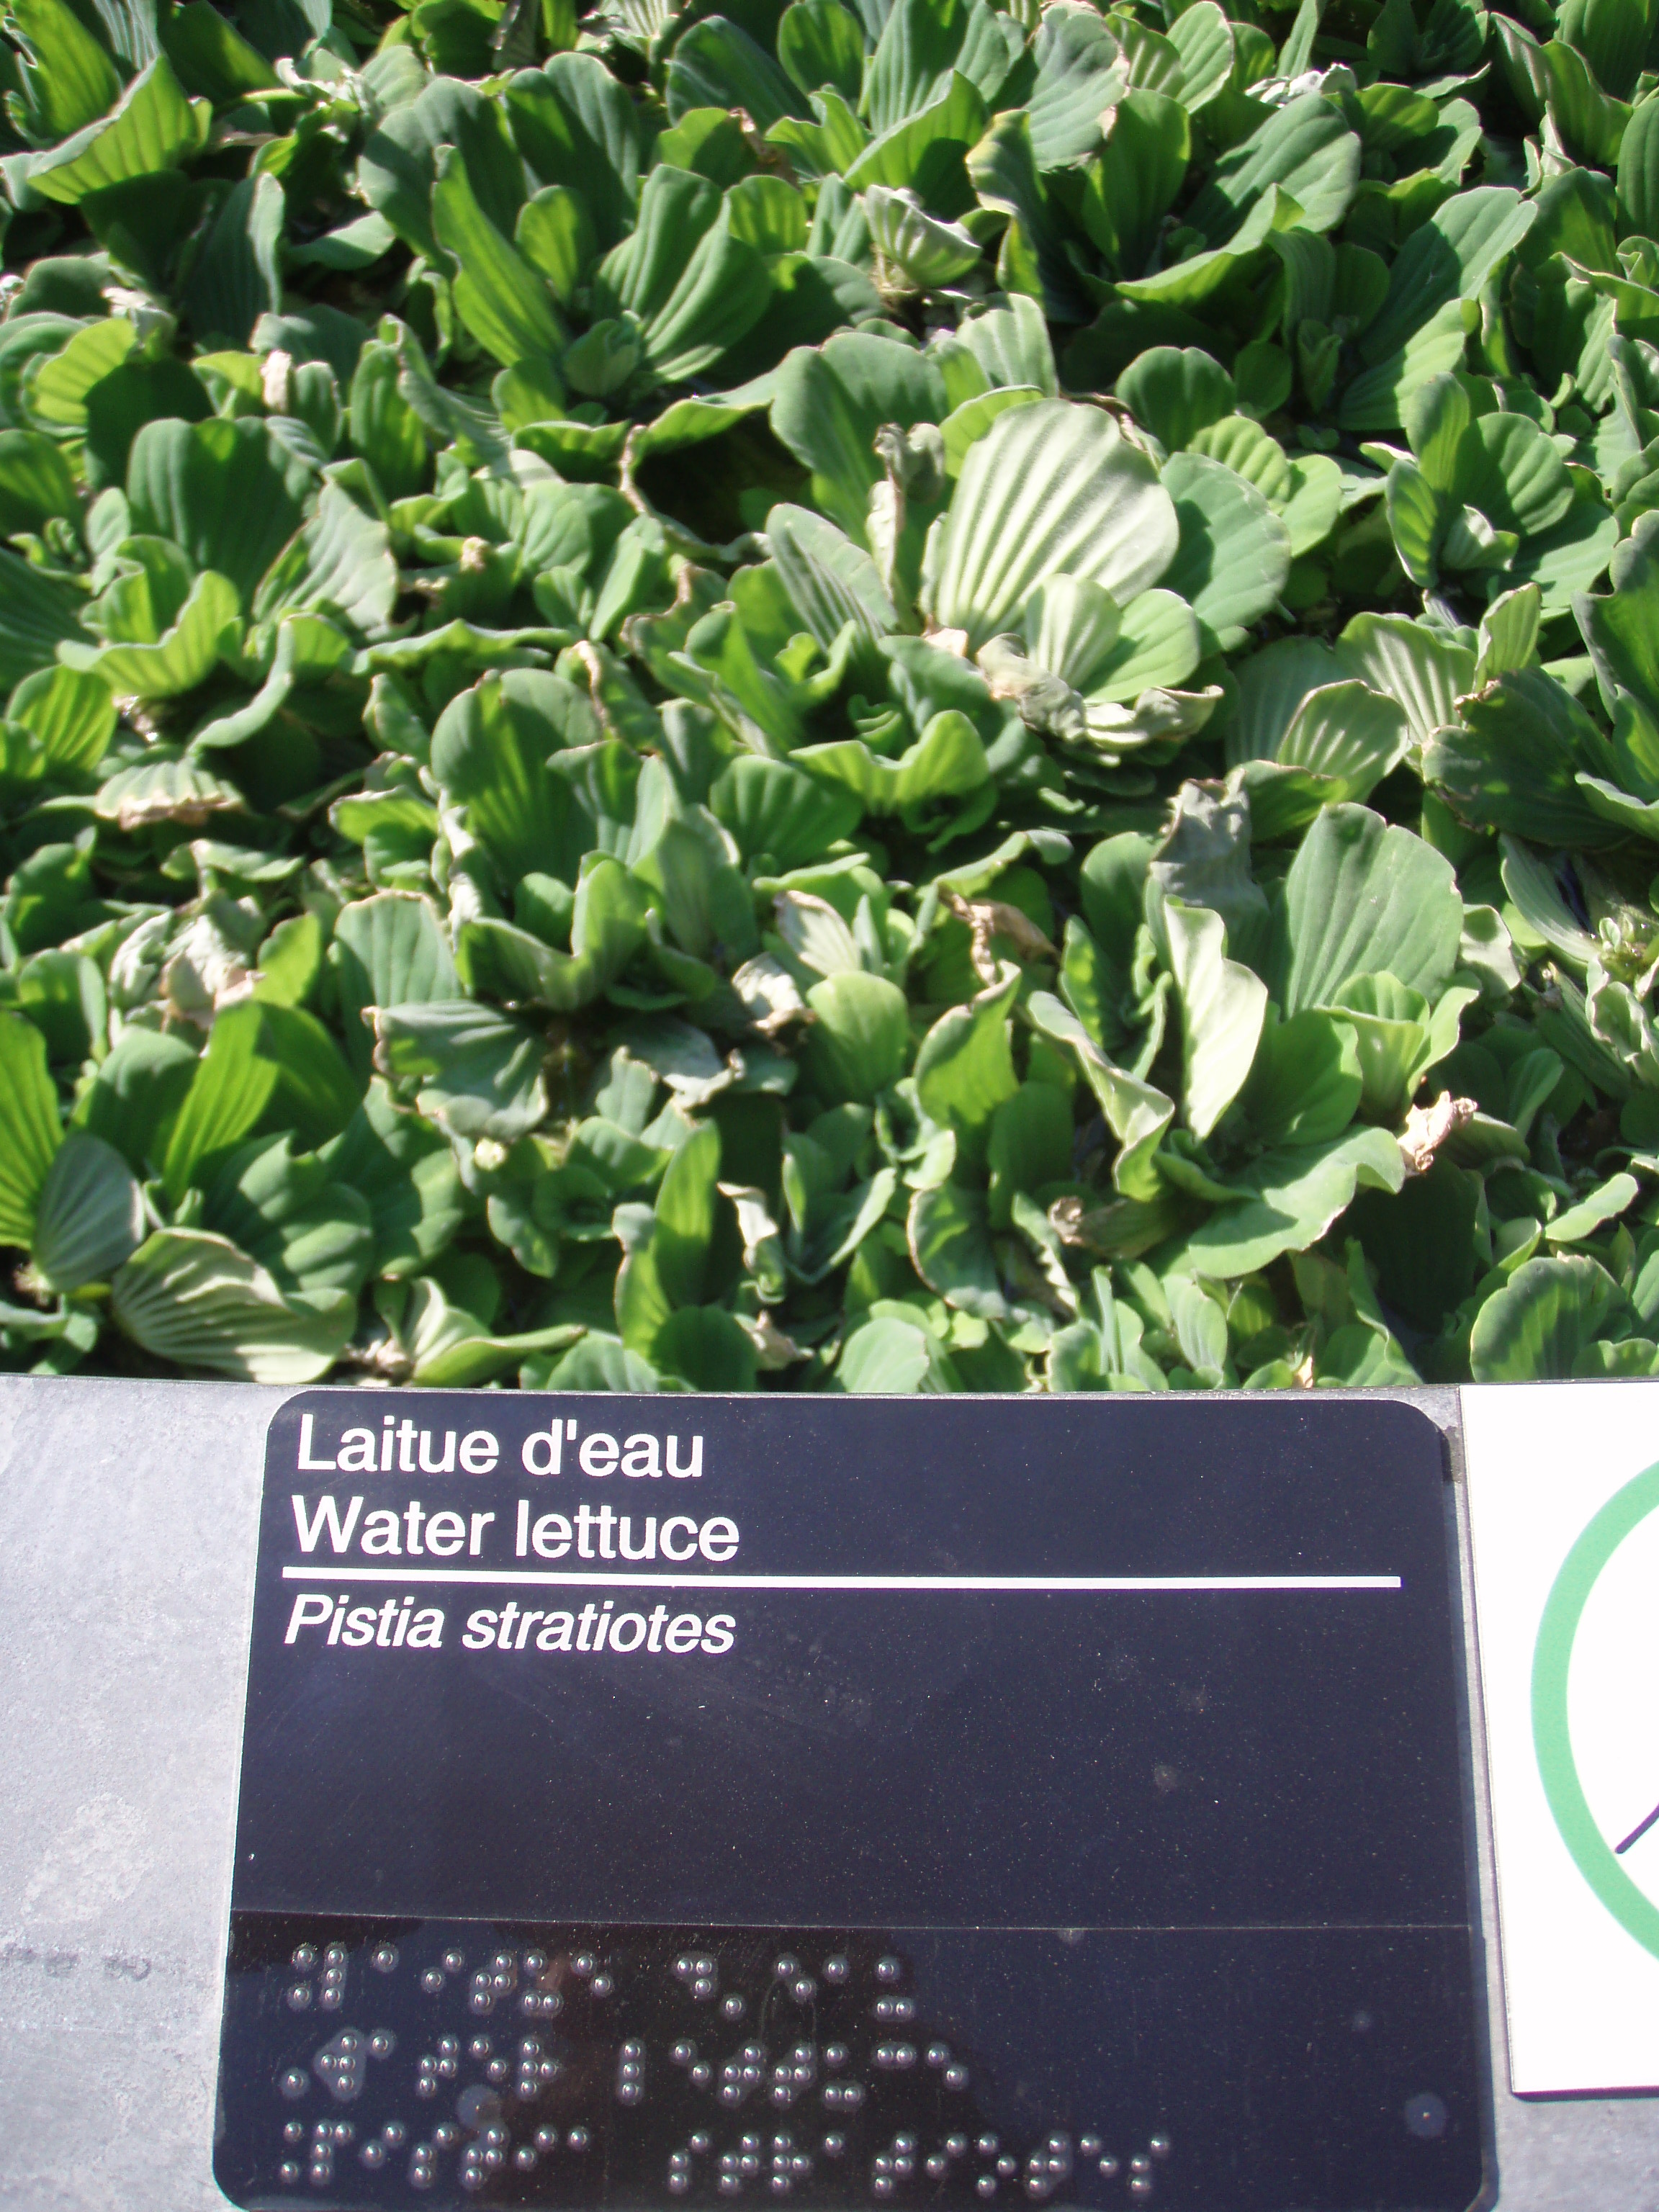 Laitue d'eau
Water lettuce
Pistia stratiotes